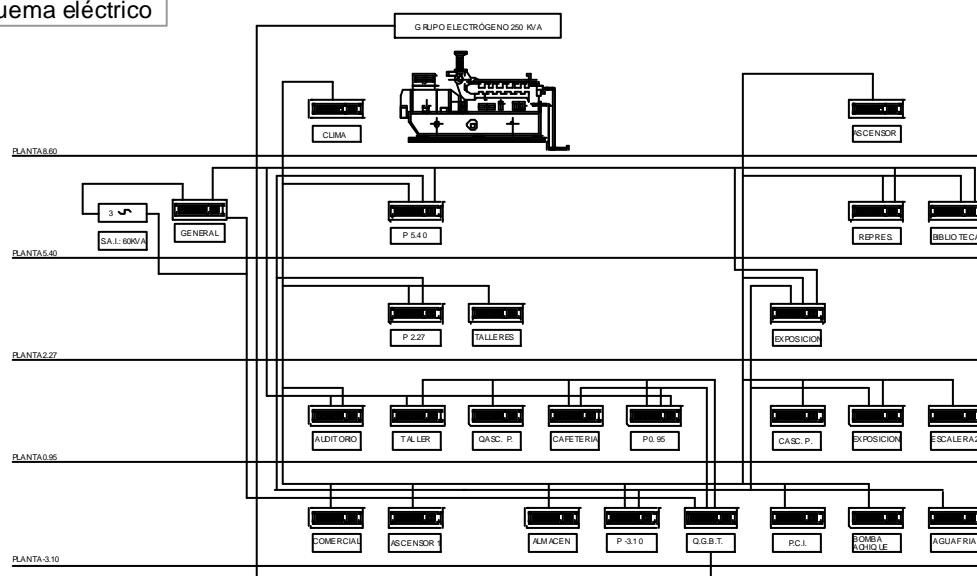 uema eléctrico
GRUPO ELECTRÓGENO 250 KVA
CLIMA
ASCENSOR
PLANTA 8.60
3
S.A.I.: 60KVA
GENERAL
P 5.40
REPRES.
BIBLIOTECA
PLANTA 5.40
P 2.27
TALLERES
EXPOSICION
PLANTA 2.27
AUDITORIO
TALLER
QASC. P.
CAFETERIA
P0.95
CASC. P.
EXPOSICION
ESCALERA2
PLANTA 0.95
COMERCIAL
ASCENSOR 1
ALMACEN
P -3.10
Q.G.B.T.
P.C.I.
BOMBA
ACHIQUE
AGUA FRIA
PLANTA -3.10